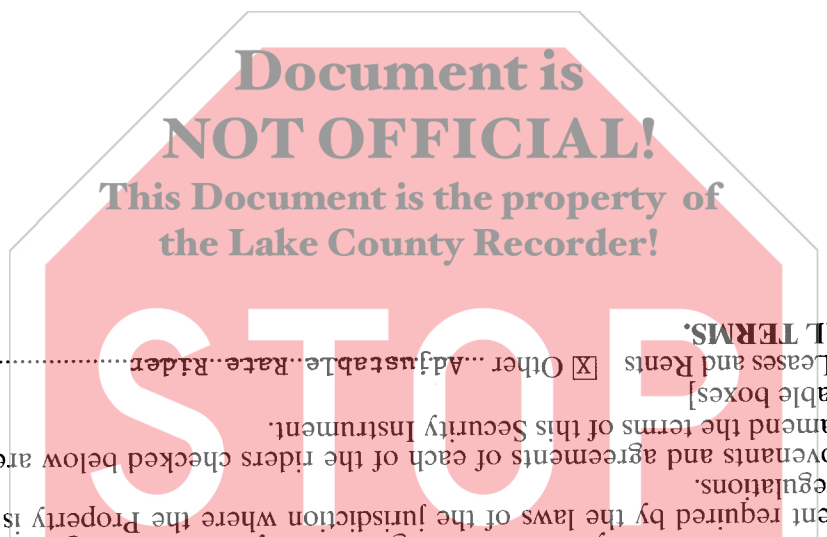 Document is
NOT OFFICIAL!
This Document is the property of
the Lake County Recorder!
STOP
ent required by the laws of the jurisdiction where the Property is
egulations.
ovenants and agreements of each of the riders checked below are
amend the terms of this Security Instrument.
able boxes]
Leases and Rents [X] Other ...Adjustable Rate Rider...................
L TERMS.